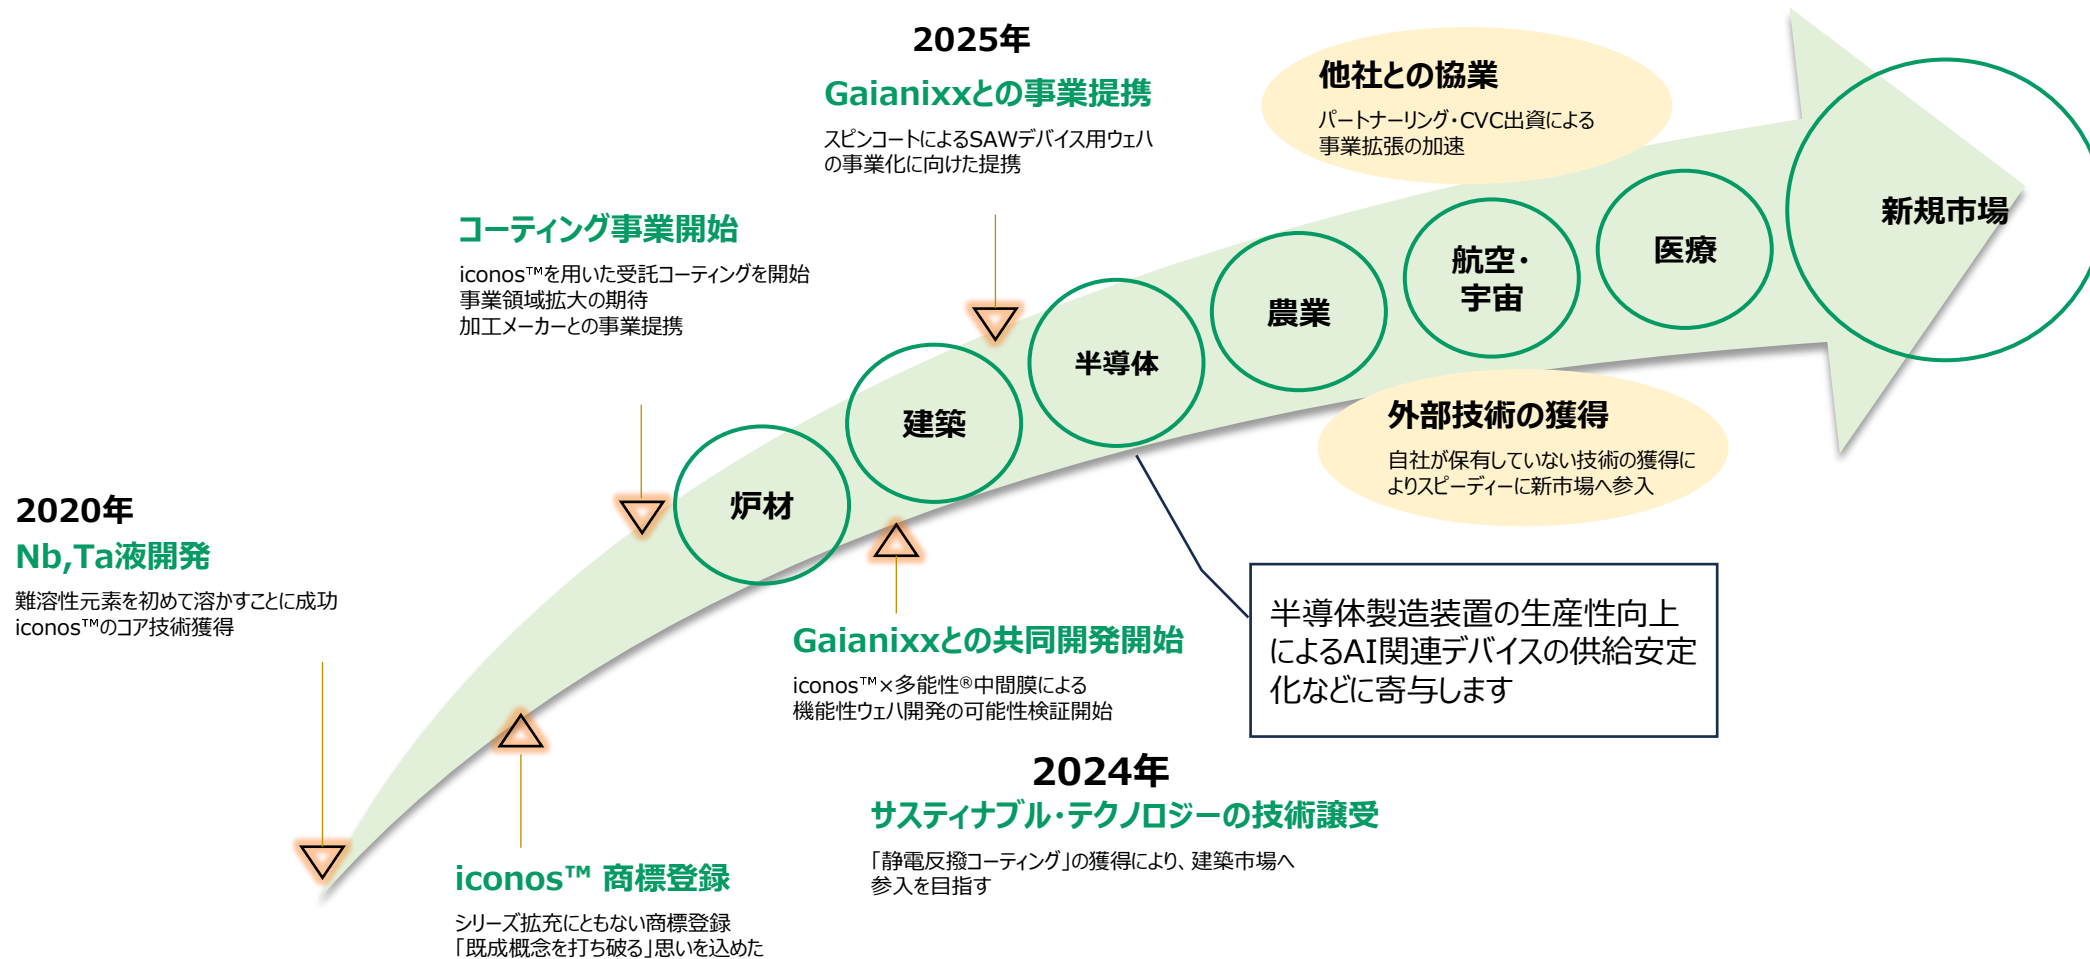 2020年
Nb,Ta液開発
難溶性元素を初めて溶かすことに成功
iconos™のコア技術獲得
iconos™ 商標登録
シリーズ拡充にともない商標登録
「既成概念を打ち破る」思いを込めた
コーティング事業開始
iconos™を用いた受託コーティングを開始
事業領域拡大の期待
加工メーカーとの事業提携
Gaianixxとの共同開発開始
iconos™×多能性®中間膜による
機能性ウェハ開発の可能性検証開始
2024年
サスティナブル・テクノロジーの技術譲受
「静電反撥コーティング」の獲得により、建築市場へ
参入を目指す
2025年
Gaianixxとの事業提携
スピンコートによるSAWデバイス用ウェハ
の事業化に向けた提携
炉材
建築
半導体
農業
航空・
宇宙
医療
新規市場
他社との協業
パートナーリング・CVC出資による
事業拡張の加速
外部技術の獲得
自社が保有していない技術の獲得に
よりスピーディーに新市場へ参入
半導体製造装置の生産性向上
によるAI関連デバイスの供給安定
化などに寄与します